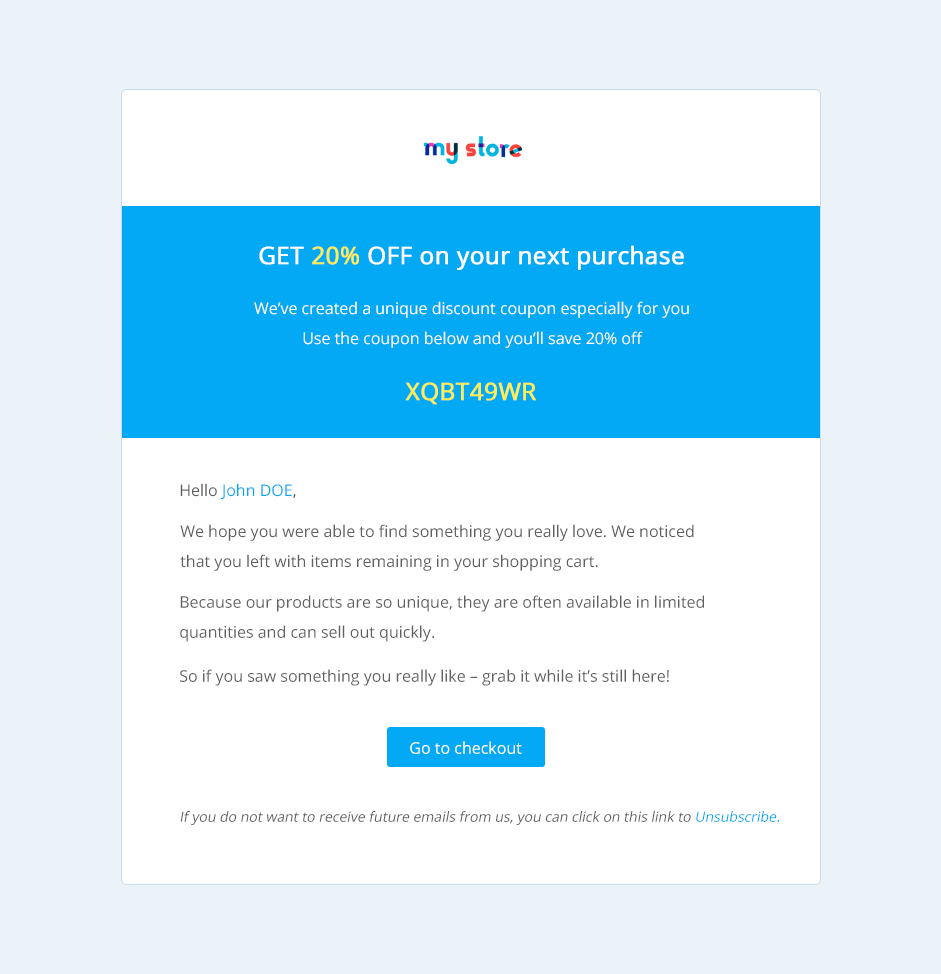 my store
GET 20% OFF on your next purchase
We’ve created a unique discount coupon especially for you
Use the coupon below and you’ll save 20% off
XQBT49WR
Hello John DOE,
We hope you were able to find something you really love. We noticed
that you left with items remaining in your shopping cart.
Because our products are so unique, they are often available in limited
quantities and can sell out quickly.
So if you saw something you really like – grab it while it’s still here!
Go to checkout
If you do not want to receive future emails from us, you can click on this link to Unsubscribe.